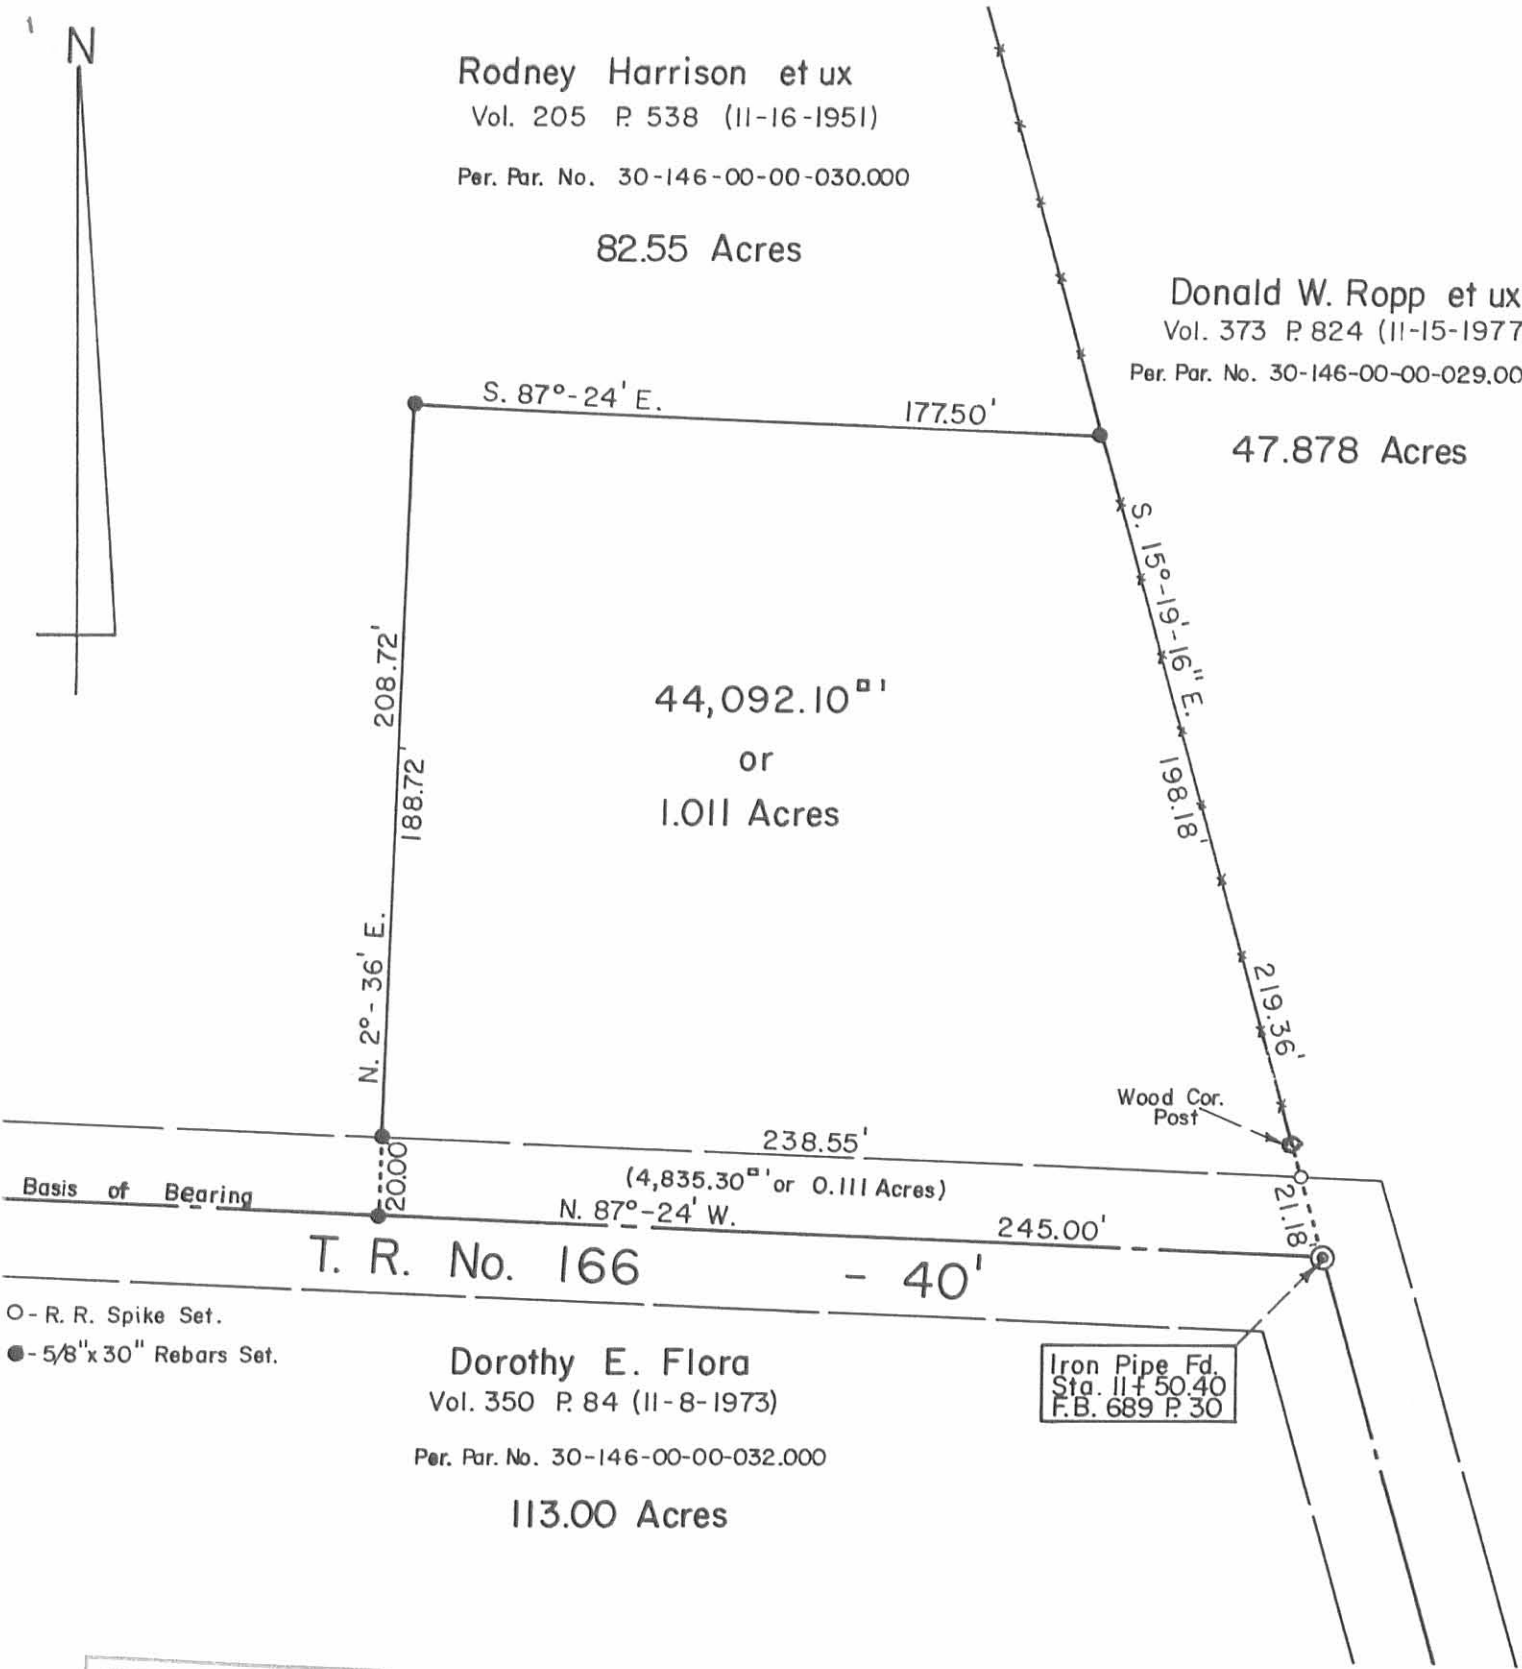 N
Rodney Harrison et ux
Vol. 205 P. 538 (11-16-1951)
Per. Par. No. 30-146-00-00-030.000
82.55 Acres
Donald W. Ropp et ux
Vol. 373 P. 824 (11-15-1977
Per. Par. No. 30-146-00-00-029.00
47.878 Acres
S. 87°-24' E. 177.50'
S. 15°-19'-16" E. 198.18'
219.36'
208.72'
188.72'
N. 2°-36' E.
44,092.10□'
or
1.011 Acres
Wood Cor.
Post
238.55'
(4,835.30□' or 0.111 Acres)
20.00'
21.18'
Basis of Bearing
N. 87°-24' W. 245.00'
T. R. No. 166 - 40'
O - R. R. Spike Set.
● - 5/8" x 30" Rebars Set.
Dorothy E. Flora
Vol. 350 P. 84 (11-8-1973)
Per. Par. No. 30-146-00-00-032.000
113.00 Acres
Iron Pipe Fd.
Sta. 11+50.40
F.B. 689 P. 30